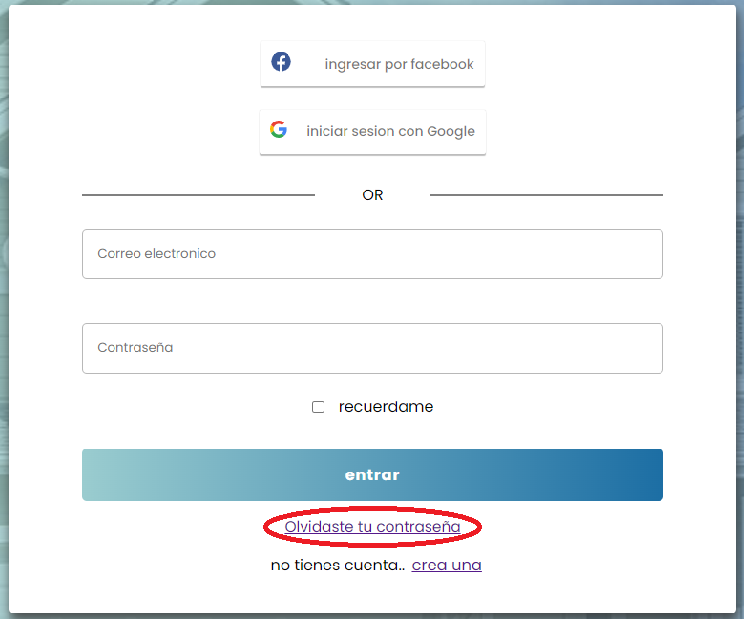 ingresar por facebook
iniciar sesion con Google
OR
Correo electronico
Contraseña
recuerdame
entrar
Olvidaste tu contraseña
no tienes cuenta.. crea una